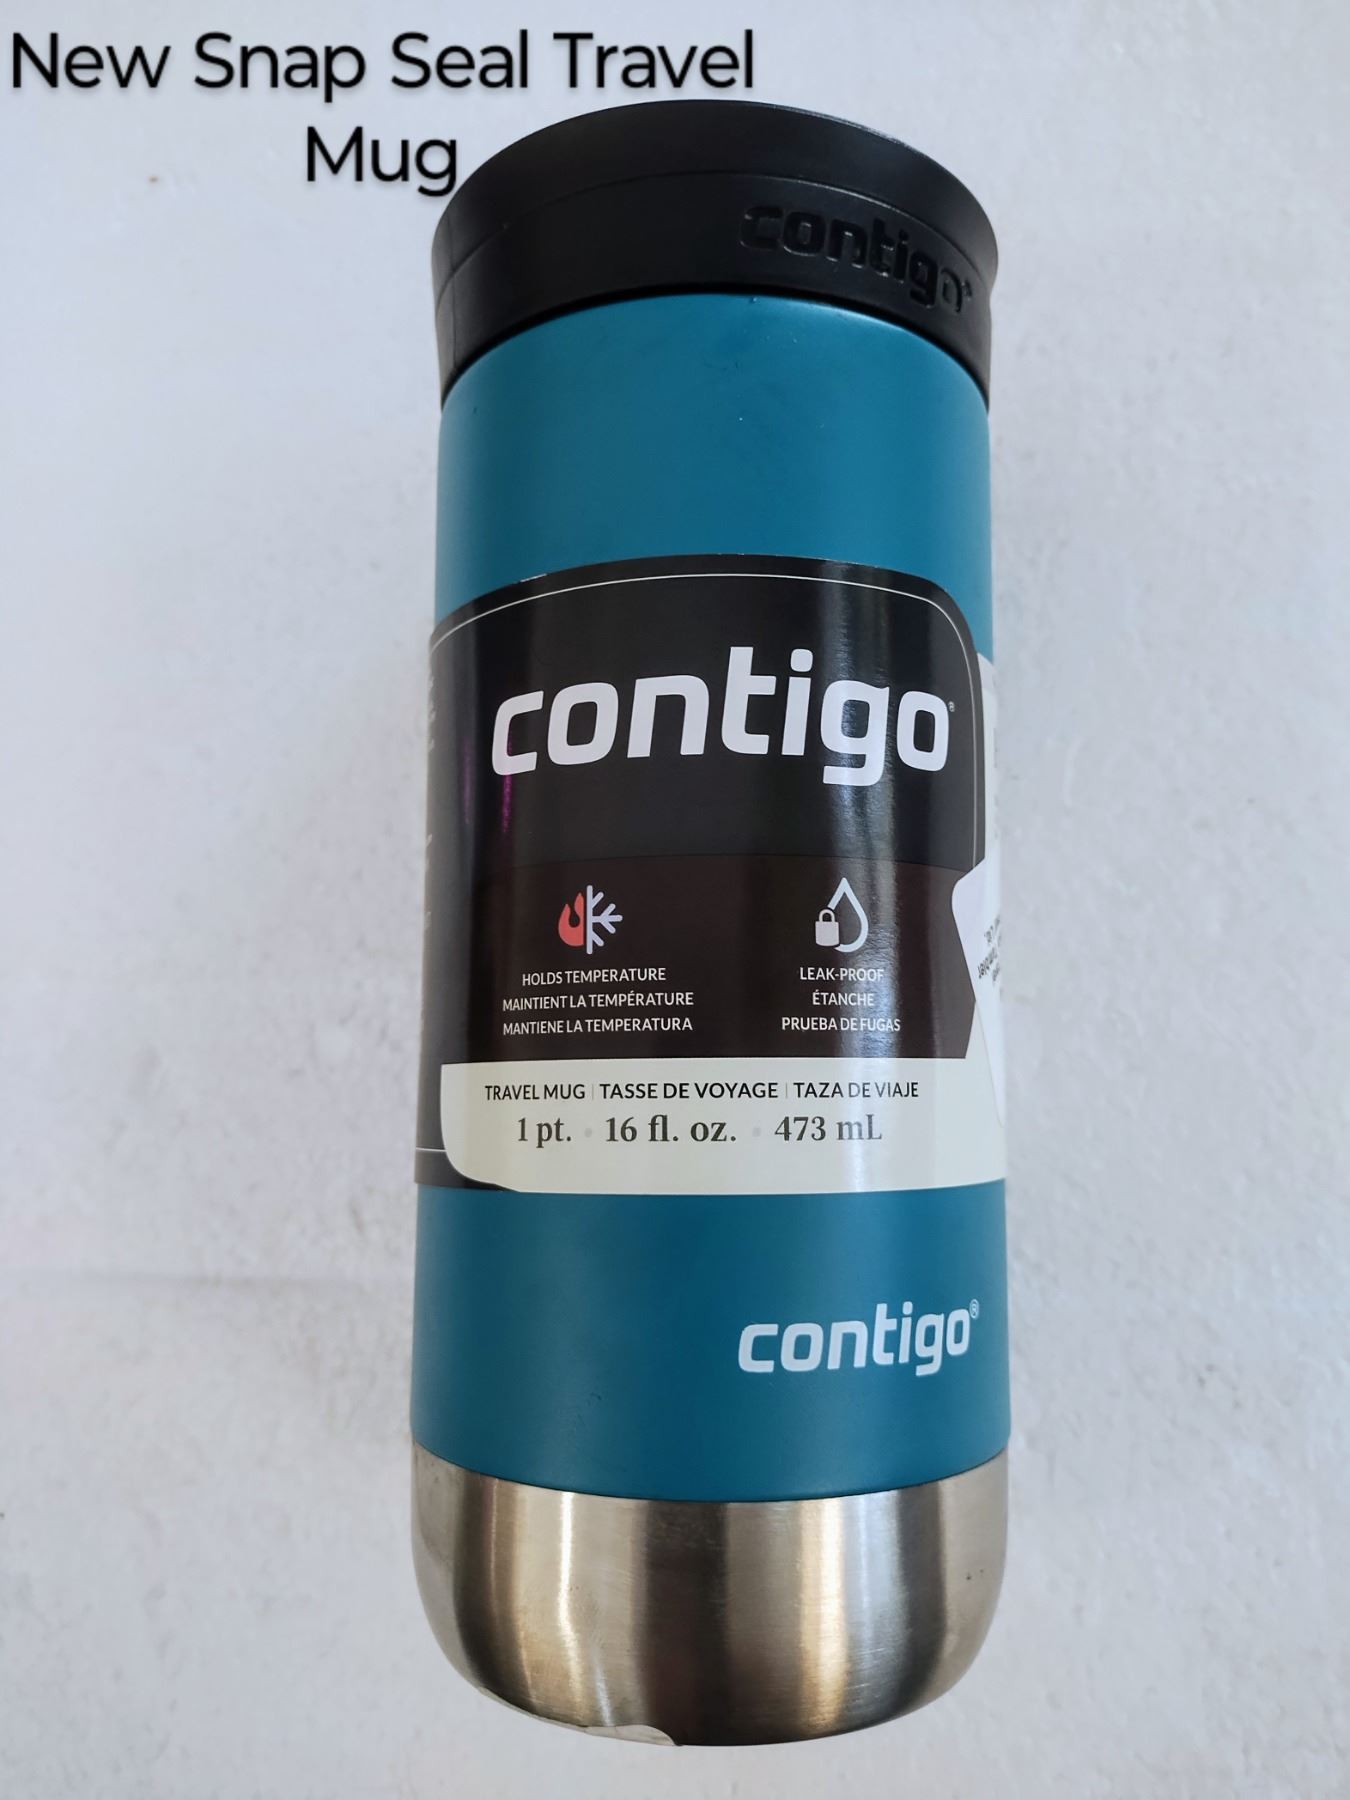 New Snap Seal Travel
Mug
contigo®
contigo®
HOLDS TEMPERATURE
MAINTIENT LA TEMPÉRATURE
MANTIENE LA TEMPERATURA
LEAK-PROOF
ÉTANCHE
PRUEBA DE FUGAS
TRAVEL MUG | TASSE DE VOYAGE | TAZA DE VIAJE
1 pt. • 16 fl. oz. • 473 mL
contigo®